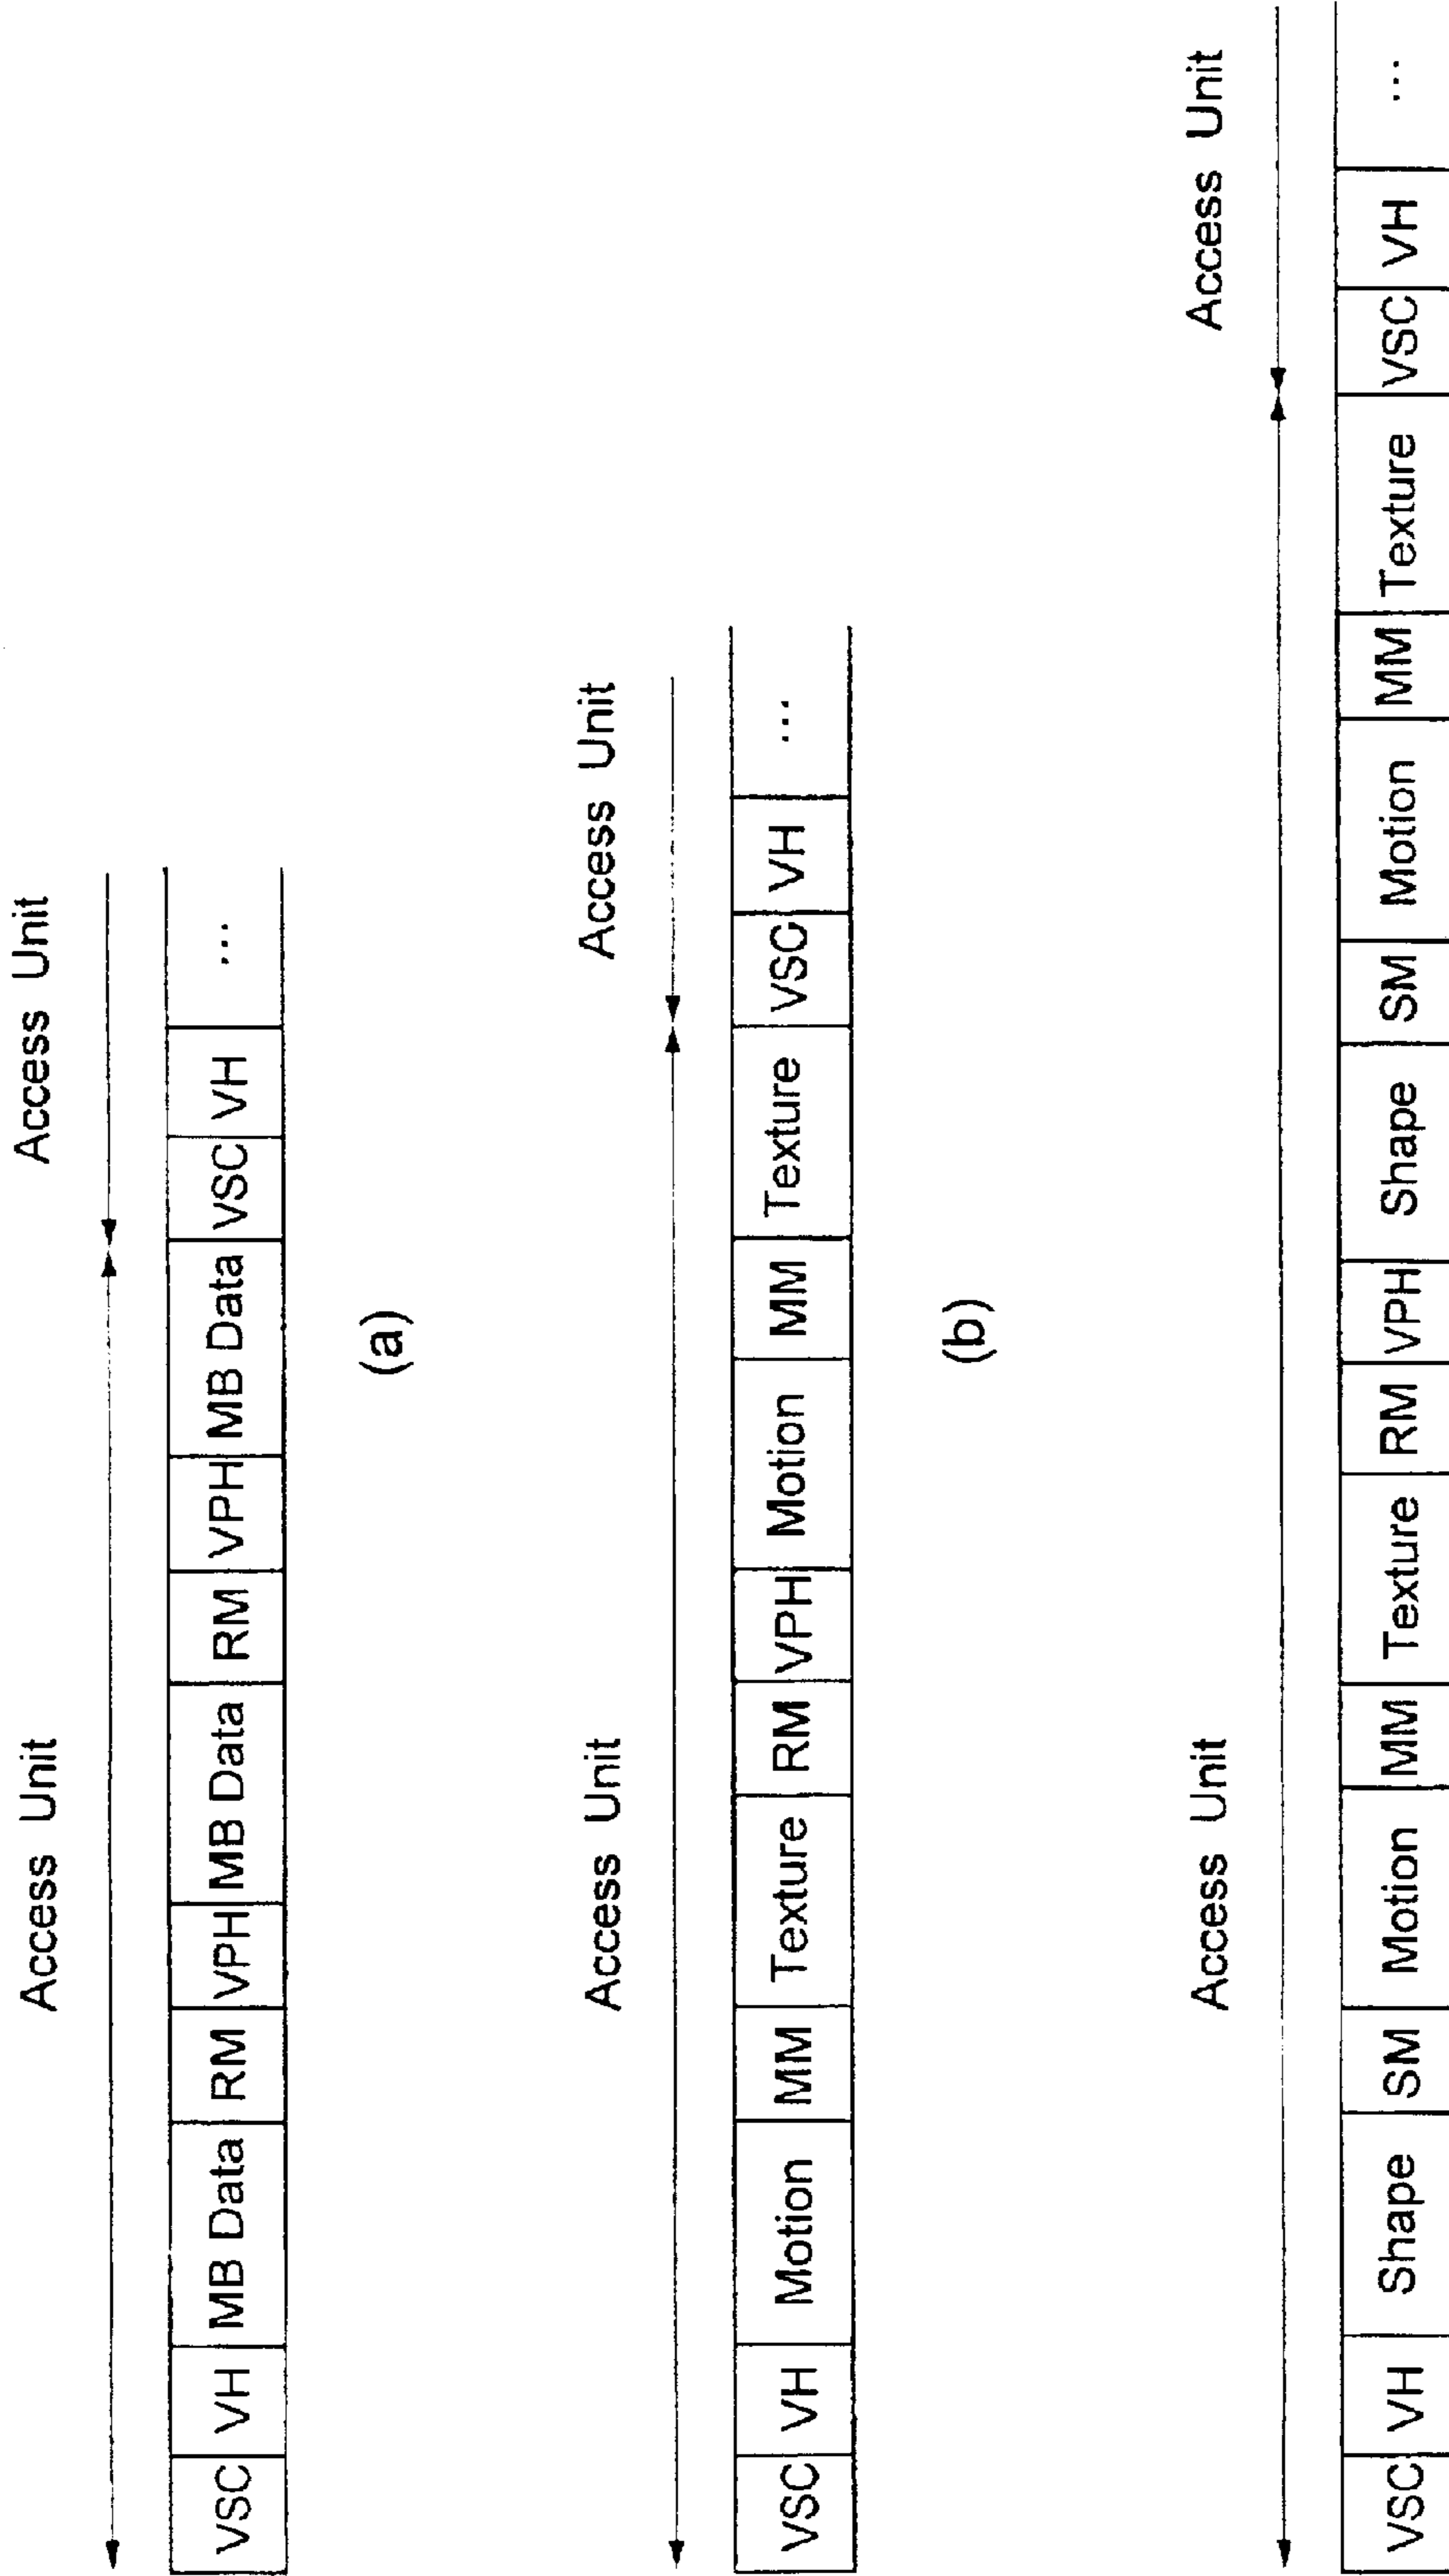 Access Unit Access Unit
VSC VH MB Data RM VPH MB Data RM VPH MB Data VSC VH ...
(a)
Access Unit Access Unit
VSC VH Motion MM Texture RM VPH Motion MM Texture VSC VH ...
(b)
Access Unit Access Unit
VSC VH Shape SM Motion MM Texture RM VPH Shape SM Motion MM Texture VSC VH ...